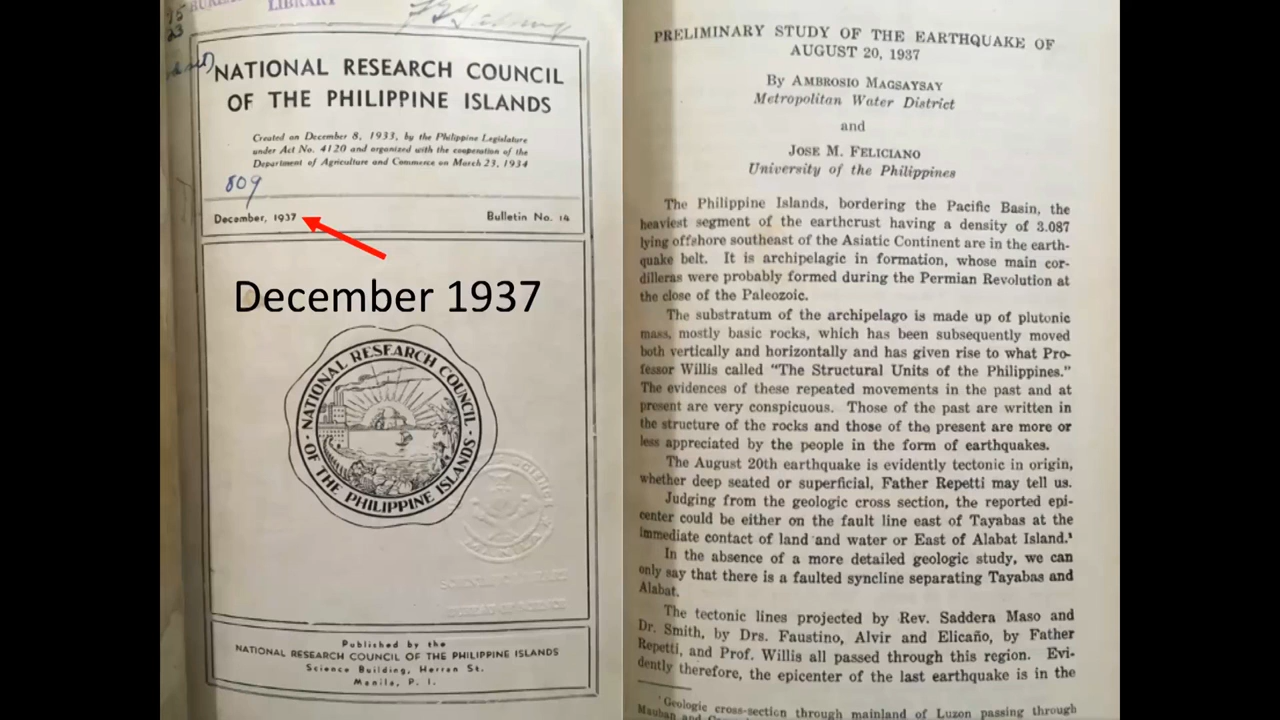 95
23
LIBRARY
NATIONAL RESEARCH COUNCIL
OF THE PHILIPPINE ISLANDS
Created on December 8, 1933, by the Philippine Legislature
under Act No. 4120 and organized with the cooperation of the
Department of Agriculture and Commerce on March 23, 1934
809
December, 1937
Bulletin No. 14
December 1937
NATIONAL RESEARCH COUNCIL
OF THE PHILIPPINE ISLANDS
Published by the
NATIONAL RESEARCH COUNCIL OF THE PHILIPPINE ISLANDS
Science Building, Herran St.
Manila, P. I.
PRELIMINARY STUDY OF THE EARTHQUAKE OF
AUGUST 20, 1937
By AMBROSIO MAGSAYSAY
Metropolitan Water District
and
JOSE M. FELICIANO
University of the Philippines
The Philippine Islands, bordering the Pacific Basin, the
heaviest segment of the earthcrust having a density of 3.087
lying offshore southeast of the Asiatic Continent are in the earth-
quake belt. It is archipelagic in formation, whose main cor-
dilleras were probably formed during the Permian Revolution at
the close of the Paleozoic.
The substratum of the archipelago is made up of plutonic
mass, mostly basic rocks, which has been subsequently moved
both vertically and horizontally and has given rise to what Pro-
fessor Willis called "The Structural Units of the Philippines."
The evidences of these repeated movements in the past and at
present are very conspicuous. Those of the past are written in
the structure of the rocks and those of the present are more or
less appreciated by the people in the form of earthquakes.
The August 20th earthquake is evidently tectonic in origin,
whether deep seated or superficial, Father Repetti may tell us.
Judging from the geologic cross section, the reported epi-
center could be either on the fault line east of Tayabas at the
immediate contact of land and water or East of Alabat Island.¹
In the absence of a more detailed geologic study, we can
only say that there is a faulted syncline separating Tayabas and
Alabat.
The tectonic lines projected by Rev. Saddera Maso and
Dr. Smith, by Drs. Faustino, Alvir and Elicaño, by Father
Repetti, and Prof. Willis all passed through this region. Evi-
dently therefore, the epicenter of the last earthquake is in the
¹ Geologic cross-section through mainland of Luzon passing through
Mauban and